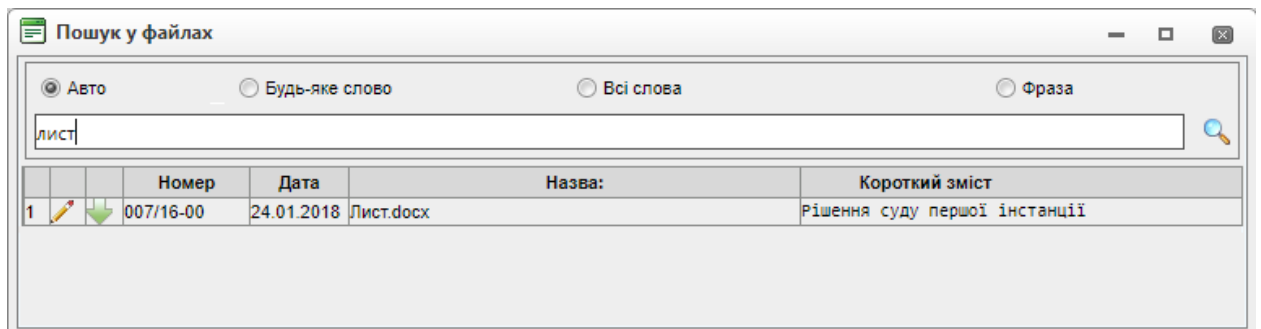 Пошук у файлах
Авто Будь-яке слово Всі слова Фраза
лист
Номер Дата Назва: Короткий зміст
1 007/16-00 24.01.2018 Лист.docx Рішення суду першої інстанції